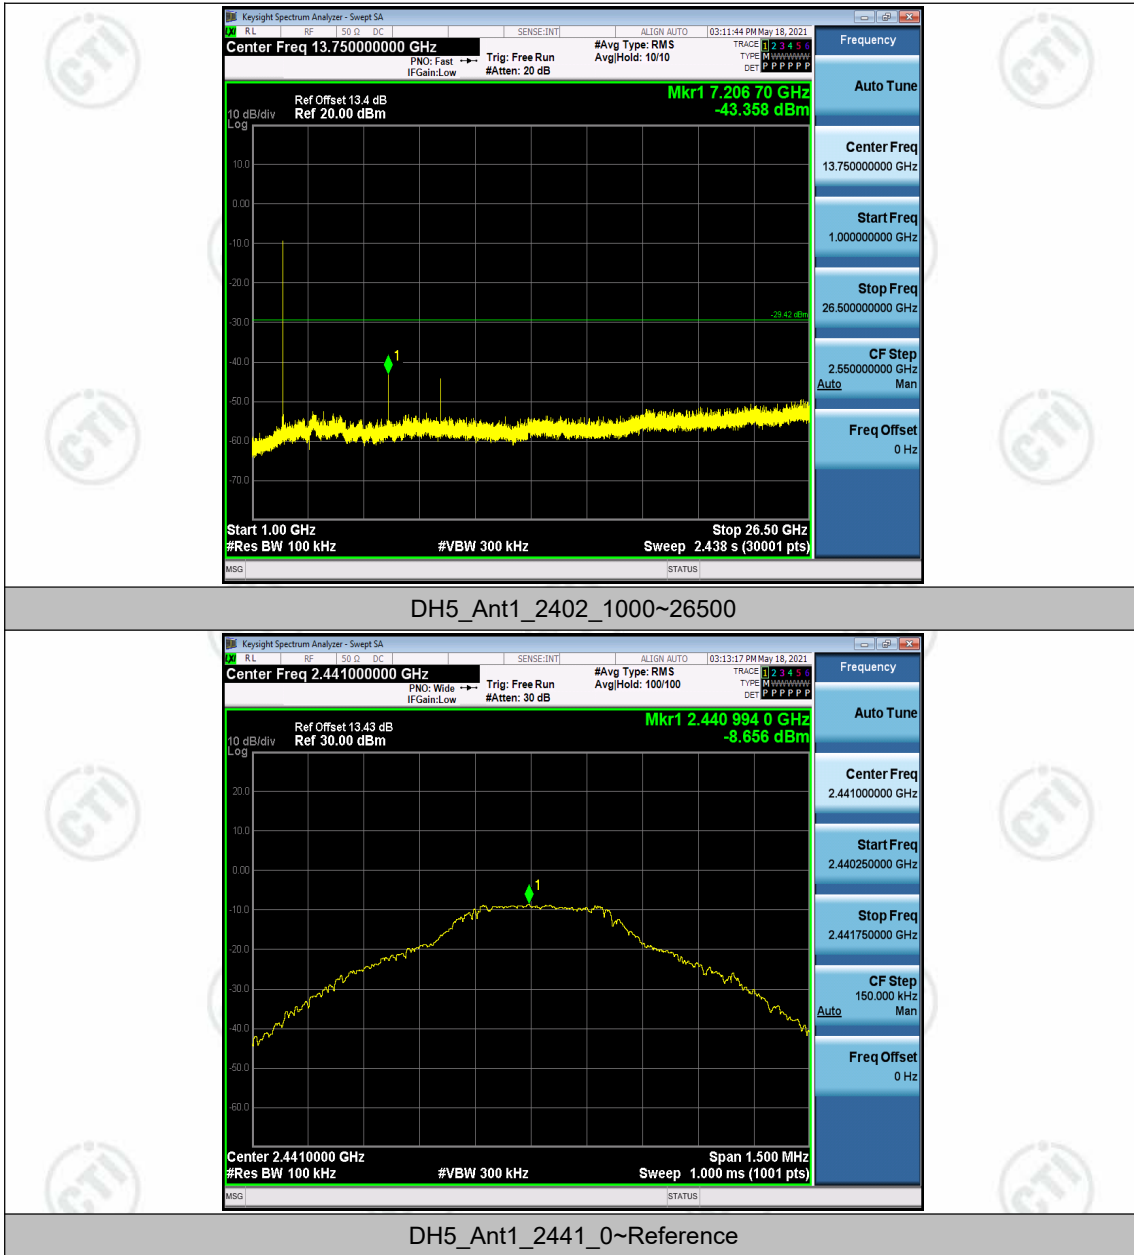 Keysight Spectrum Analyzer - Swept SA
RL RF 50 Ω DC SENSE:INT ALIGN AUTO 03:11:44 PM May 18, 2021
Center Freq 13.750000000 GHz
PNO: Fast
IFGain:Low
Trig: Free Run
#Atten: 20 dB
#Avg Type: RMS
Avg|Hold: 10/10
TRACE 1 2 3 4 5 6
TYPE M WWWWW
DET P P P P P P
Frequency
Auto Tune
Center Freq
13.750000000 GHz
Start Freq
1.000000000 GHz
Stop Freq
26.500000000 GHz
CF Step
2.550000000 GHz
Auto Man
Freq Offset
0 Hz
Mkr1 7.206 70 GHz
-43.358 dBm
Ref Offset 13.4 dB
10 dB/div Ref 20.00 dBm
Log
10.0
0.00
-10.0
-20.0
-30.0
-29.42 dBm
-40.0
1
-50.0
-60.0
-70.0
Start 1.00 GHz Stop 26.50 GHz
#Res BW 100 kHz #VBW 300 kHz Sweep 2.438 s (30001 pts)
MSG STATUS
DH5_Ant1_2402_1000~26500
Keysight Spectrum Analyzer - Swept SA
RL RF 50 Ω DC SENSE:INT ALIGN AUTO 03:13:17 PM May 18, 2021
Center Freq 2.441000000 GHz
PNO: Wide
IFGain:Low
Trig: Free Run
#Atten: 30 dB
#Avg Type: RMS
Avg|Hold: 100/100
TRACE 1 2 3 4 5 6
TYPE M WWWWW
DET P P P P P P
Frequency
Auto Tune
Center Freq
2.441000000 GHz
Start Freq
2.440250000 GHz
Stop Freq
2.441750000 GHz
CF Step
150.000 kHz
Auto Man
Freq Offset
0 Hz
Mkr1 2.440 994 0 GHz
-8.656 dBm
Ref Offset 13.43 dB
10 dB/div Ref 30.00 dBm
Log
20.0
10.0
0.00
1
-10.0
-20.0
-30.0
-40.0
-50.0
-60.0
Center 2.4410000 GHz Span 1.500 MHz
#Res BW 100 kHz #VBW 300 kHz Sweep 1.000 ms (1001 pts)
MSG STATUS
DH5_Ant1_2441_0~Reference
CTI
CTI
CTI
CTI
CTI
CTI
CTI
CTI